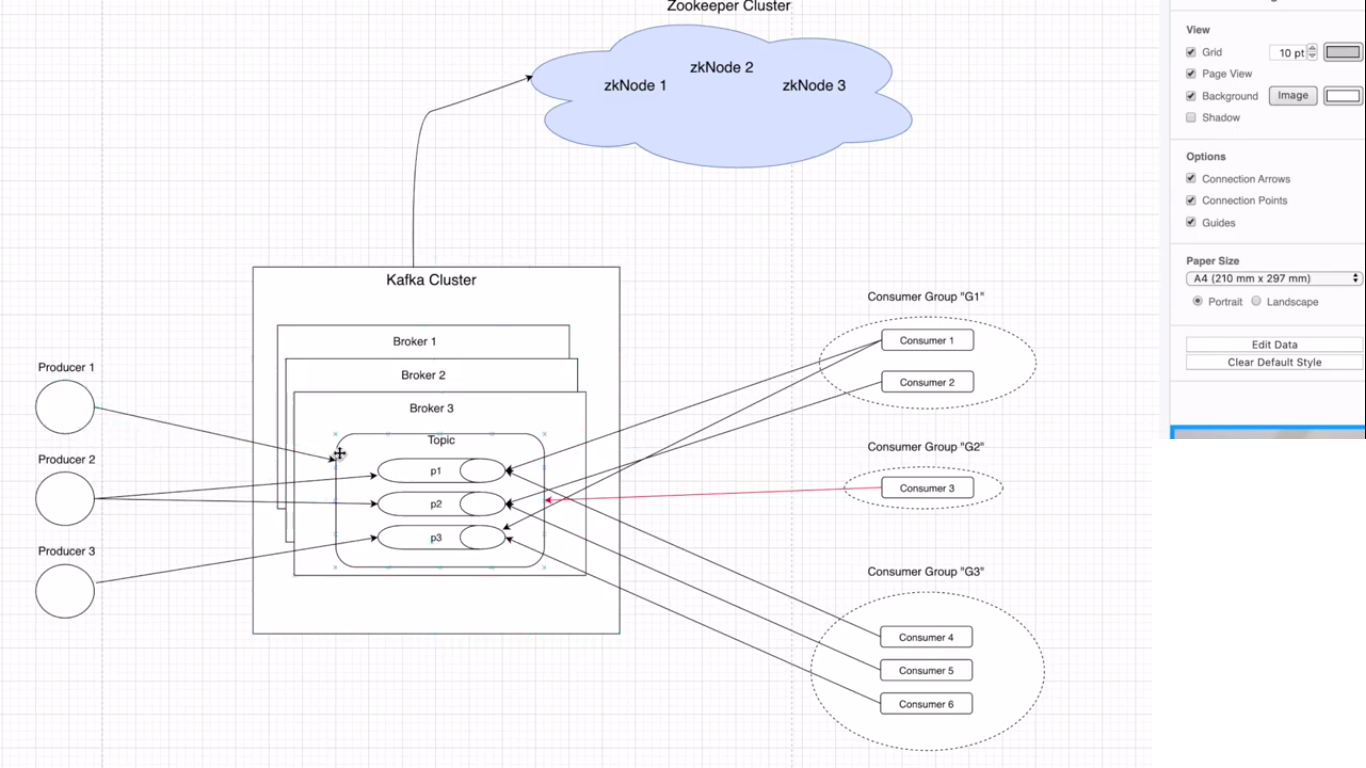 Zookeeper Cluster
zkNode 1
zkNode 2
zkNode 3
Kafka Cluster
Broker 1
Broker 2
Broker 3
Topic
p1
p2
p3
Producer 1
Producer 2
Producer 3
Consumer Group "G1"
Consumer 1
Consumer 2
Consumer Group "G2"
Consumer 3
Consumer Group "G3"
Consumer 4
Consumer 5
Consumer 6
View
Grid
10 pt
Page View
Background
Image
Shadow
Options
Connection Arrows
Connection Points
Guides
Paper Size
A4 (210 mm x 297 mm)
Portrait
Landscape
Edit Data
Clear Default Style